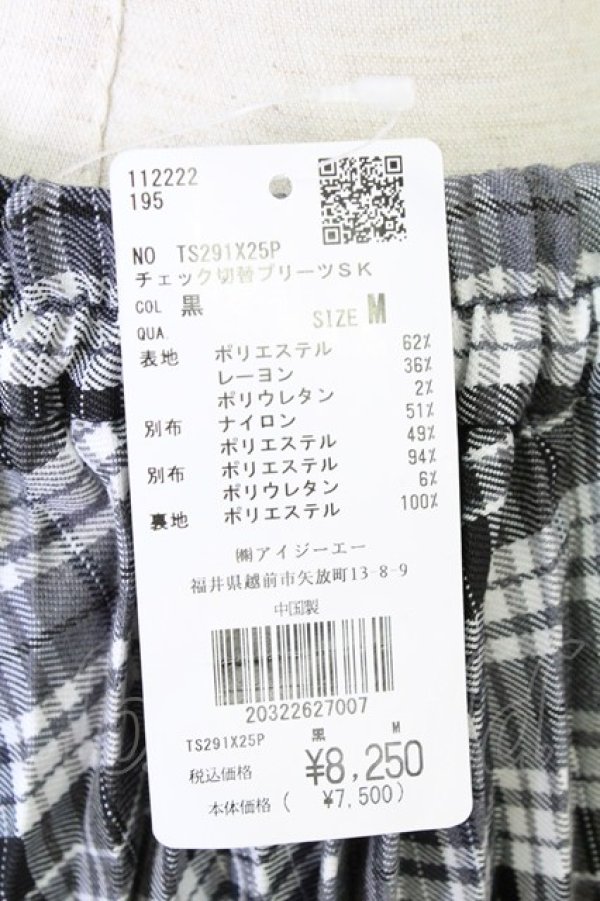 112222
195
NO TS291X25P
チェック切替プリーツSK
COL 黒
QUA. SIZE M
表地 ポリエステル 62%
レーヨン 36%
ポリウレタン 2%
別布 ナイロン 51%
ポリエステル 49%
別布 ポリエステル 94%
ポリウレタン 6%
裏地 ポリエステル 100%
㈱アイジーエー
福井県越前市矢放町13-8-9
中国製
20322627007
TS291X25P 黒 M
税込価格 ¥8,250
本体価格( ¥7,500)